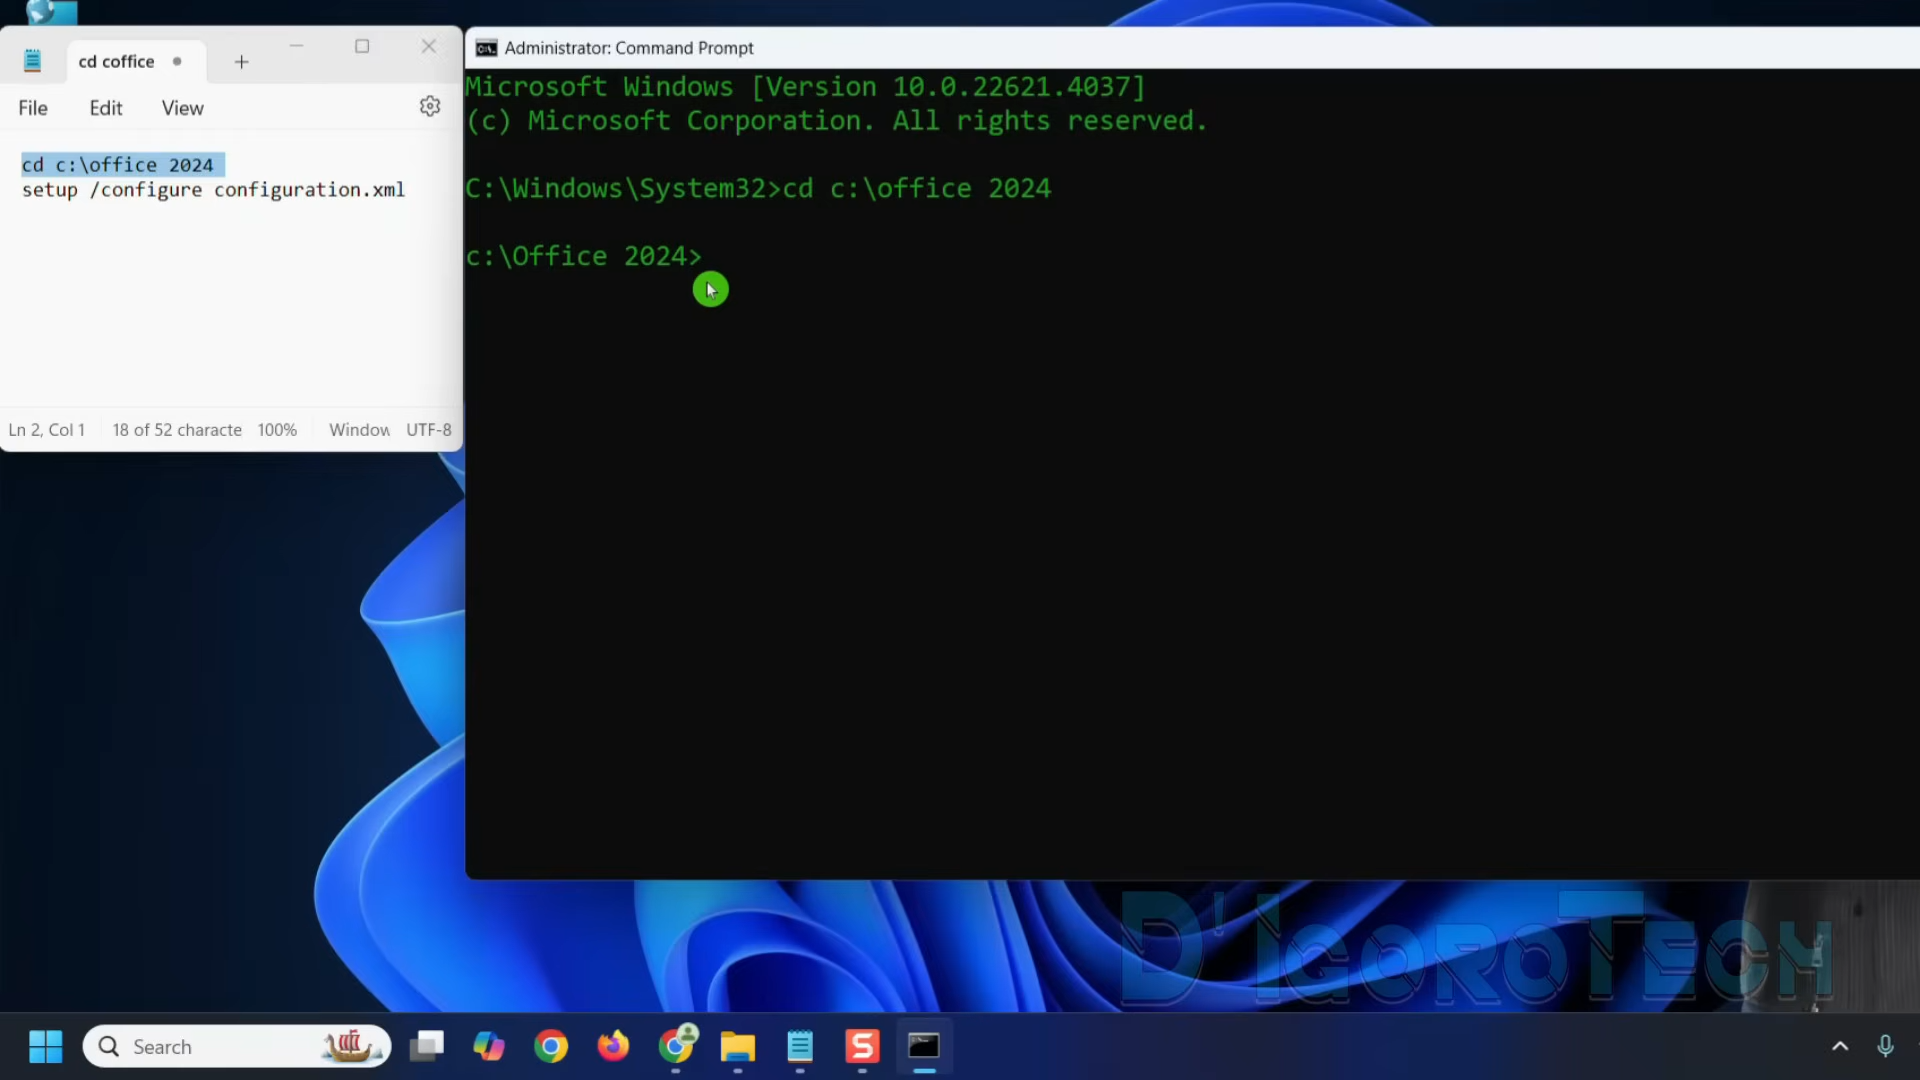 cd coffice
File Edit View
cd c:\office 2024
setup /configure configuration.xml
Ln 2, Col 1 18 of 52 characte 100% Window UTF-8
Administrator: Command Prompt
Microsoft Windows [Version 10.0.22621.4037]
(c) Microsoft Corporation. All rights reserved.
C:\Windows\System32>cd c:\office 2024
c:\Office 2024>
D'IGOROTECH
Search